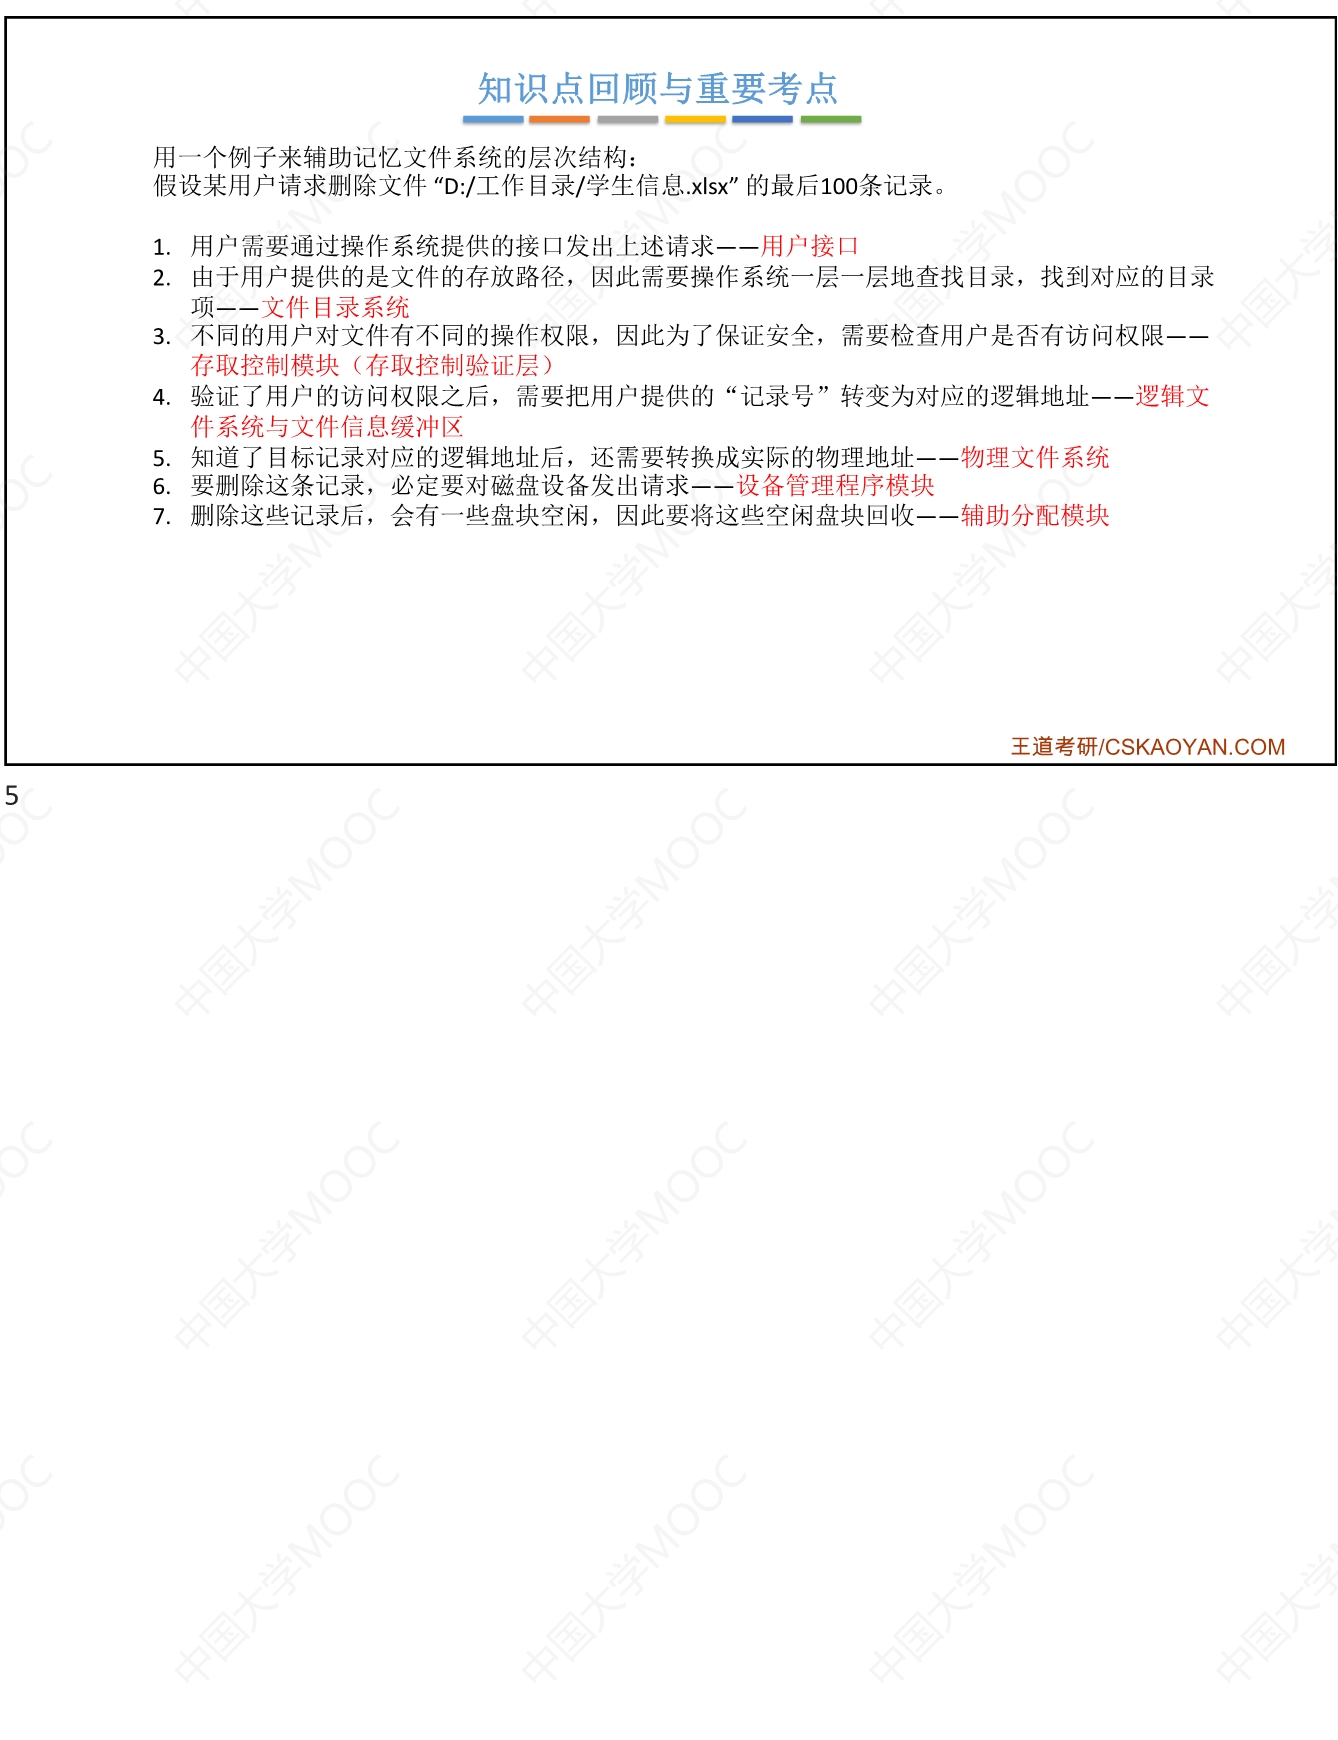 知识点回顾与重要考点
用一个例子来辅助记忆文件系统的层次结构：
假设某用户请求删除文件 “D:/工作目录/学生信息.xlsx” 的最后100条记录。
1. 用户需要通过操作系统提供的接口发出上述请求——用户接口
2. 由于用户提供的是文件的存放路径，因此需要操作系统一层一层地查找目录，找到对应的目录
项——文件目录系统
3. 不同的用户对文件有不同的操作权限，因此为了保证安全，需要检查用户是否有访问权限——
存取控制模块（存取控制验证层）
4. 验证了用户的访问权限之后，需要把用户提供的“记录号”转变为对应的逻辑地址——逻辑文
件系统与文件信息缓冲区
5. 知道了目标记录对应的逻辑地址后，还需要转换成实际的物理地址——物理文件系统
6. 要删除这条记录，必定要对磁盘设备发出请求——设备管理程序模块
7. 删除这些记录后，会有一些盘块空闲，因此要将这些空闲盘块回收——辅助分配模块
王道考研/CSKAOYAN.COM
5
中国大学MOOC